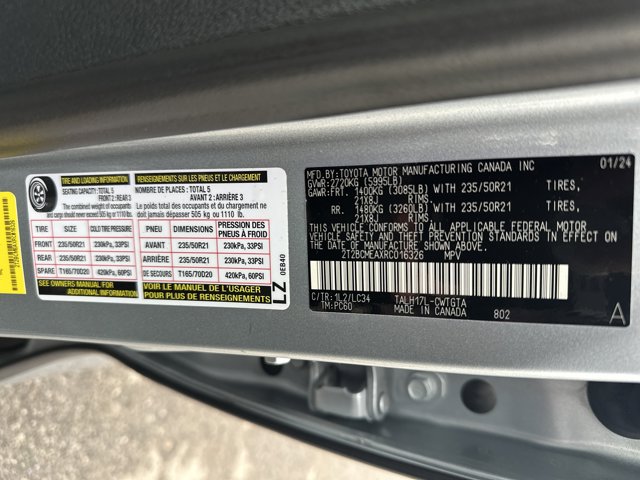 TIRE AND LOADING INFORMATION
SEATING CAPACITY: TOTAL 5
FRONT 2 : REAR 3
The combined weight of occupants and cargo should never exceed 505 kg or 1110 lb.
TIRE SIZE COLD TIRE PRESSURE
FRONT 235/50R21 230kPa, 33PSI
REAR 235/50R21 230kPa, 33PSI
SPARE T165/70D20 420kPa, 60PSI
SEE OWNERS MANUAL FOR ADDITIONAL INFORMATION
RENSEIGNEMENTS SUR LES PNEUS ET LE CHARGEMENT
NOMBRE DE PLACES : TOTAL 5
AVANT 2 : ARRIÈRE 3
Le poids total des occupants et du chargement ne doit jamais dépasser 505 kg ou 1110 lb.
PNEU DIMENSIONS PRESSION DES PNEUS À FROID
AVANT 235/50R21 230kPa, 33PSI
ARRIÈRE 235/50R21 230kPa, 33PSI
DE SECOURS T165/70D20 420kPa, 60PSI
VOIR LE MANUEL DE L'USAGER POUR PLUS DE RENSEIGNEMENTS
LZ 0EB40
MFD.BY:TOYOTA MOTOR MANUFACTURING CANADA INC 01/24
GVWR:2720KG (5995LB)
GAWR:FRT. 1400KG (3085LB) WITH 235/50R21 TIRES,
21X8J RIMS,
RR. 1480KG (3260LB) WITH 235/50R21 TIRES,
21X8J RIMS.
THIS VEHICLE CONFORMS TO ALL APPLICABLE FEDERAL MOTOR
VEHICLE SAFETY AND THEFT PREVENTION STANDARDS IN EFFECT ON THE
DATE OF MANUFACTURE SHOWN ABOVE.
2T2BCMEAXRC016326 MPV
C/TR:1L2/LC34 TALH17L-CWTGTA
TM:PC60 MADE IN CANADA 802 A